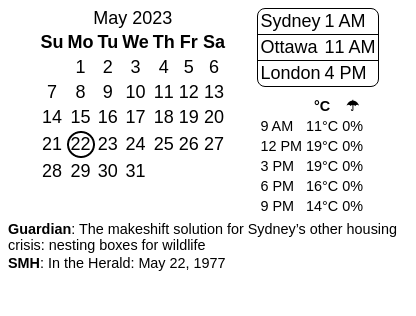 May 2023
Su Mo Tu We Th Fr Sa
1 2 3 4 5 6
7 8 9 10 11 12 13
14 15 16 17 18 19 20
21 22 23 24 25 26 27
28 29 30 31
Sydney 1 AM
Ottawa 11 AM
London 4 PM
°C ☂
9 AM 11°C 0%
12 PM 19°C 0%
3 PM 19°C 0%
6 PM 16°C 0%
9 PM 14°C 0%
Guardian: The makeshift solution for Sydney’s other housing
crisis: nesting boxes for wildlife
SMH: In the Herald: May 22, 1977